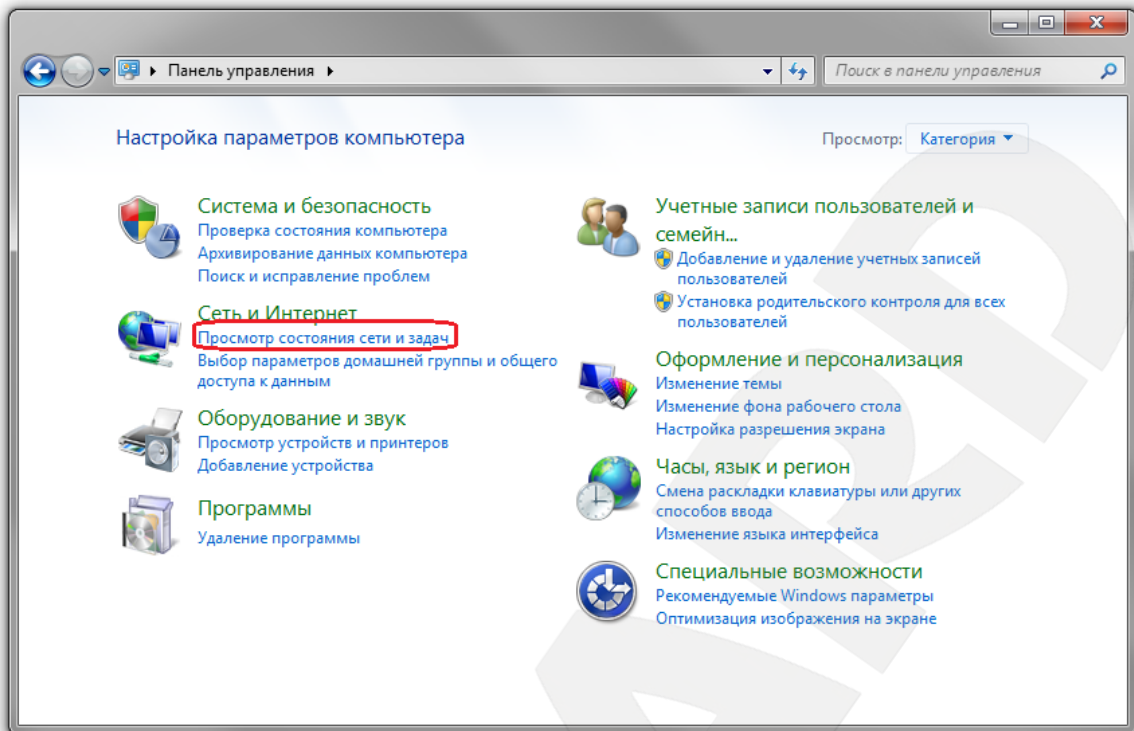 Панель управления
Поиск в панели управления
Настройка параметров компьютера
Просмотр: Категория
Система и безопасность
Проверка состояния компьютера
Архивирование данных компьютера
Поиск и исправление проблем
Сеть и Интернет
Просмотр состояния сети и задач
Выбор параметров домашней группы и общего
доступа к данным
Оборудование и звук
Просмотр устройств и принтеров
Добавление устройства
Программы
Удаление программы
Учетные записи пользователей и
семейн...
Добавление и удаление учетных записей
пользователей
Установка родительского контроля для всех
пользователей
Оформление и персонализация
Изменение темы
Изменение фона рабочего стола
Настройка разрешения экрана
Часы, язык и регион
Смена раскладки клавиатуры или других
способов ввода
Изменение языка интерфейса
Специальные возможности
Рекомендуемые Windows параметры
Оптимизация изображения на экране
ARD